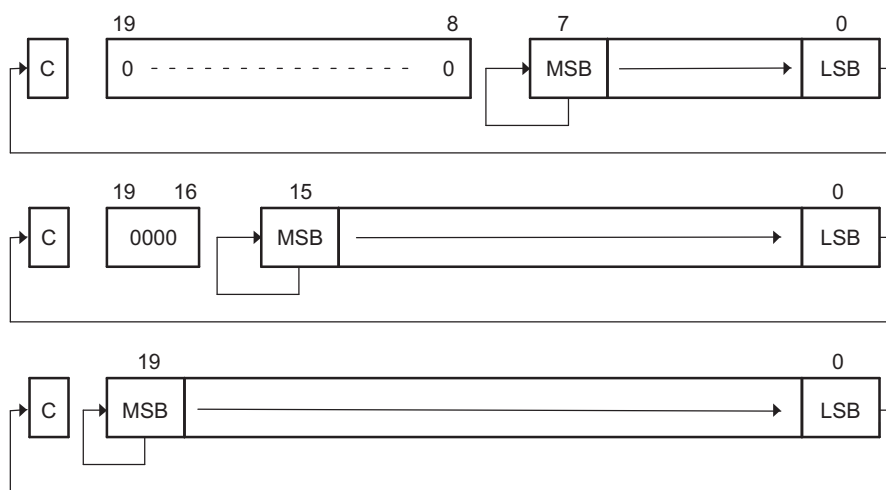 19 8 7 0
C 0 - - - - - - - - - - - - - - - - - - 0 MSB LSB
19 16 15 0
C 0000 MSB LSB
19 0
C MSB LSB